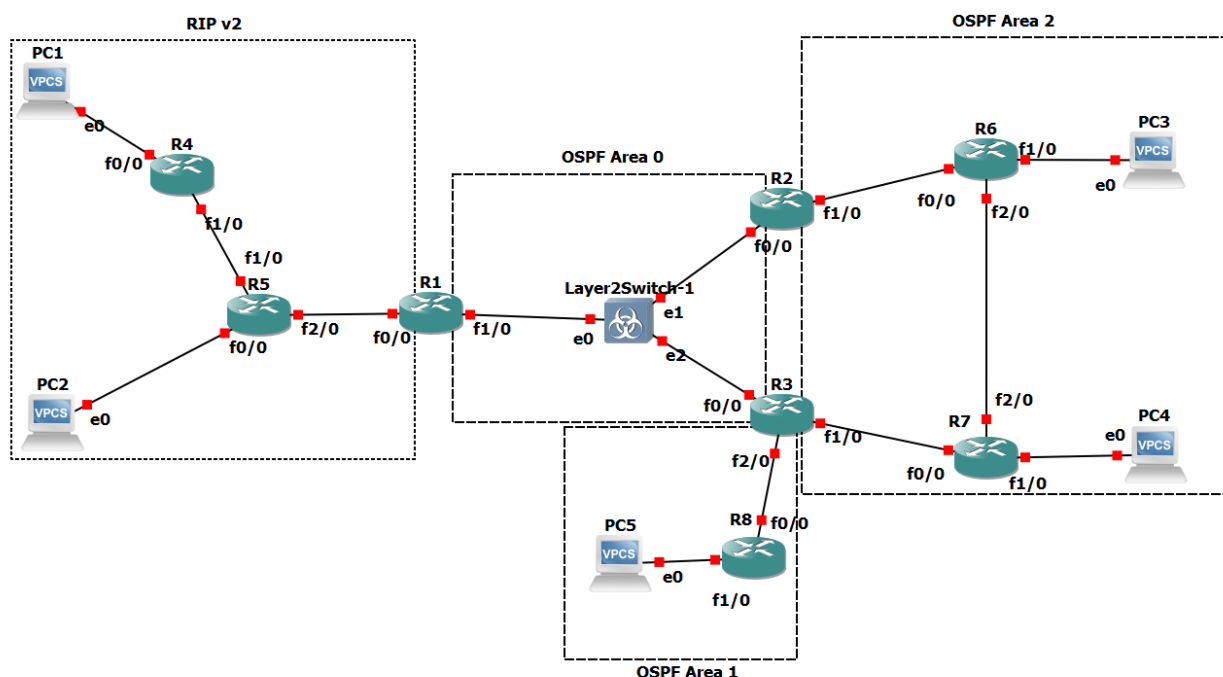 RIP v2
OSPF Area 2
PC1
VPCS
e0
R4
f0/0
f1/0
f1/0
R5
f2/0
f0/0
PC2
VPCS
e0
R1
f0/0
f1/0
OSPF Area 0
Layer2Switch-1
e0
e1
e2
R2
f0/0
f1/0
R3
f0/0
f1/0
f2/0
R6
f0/0
f1/0
f2/0
PC3
VPCS
e0
f2/0
R7
f0/0
f1/0
PC4
e0
VPCS
R8
f0/0
f1/0
PC5
VPCS
e0
OSPF Area 1